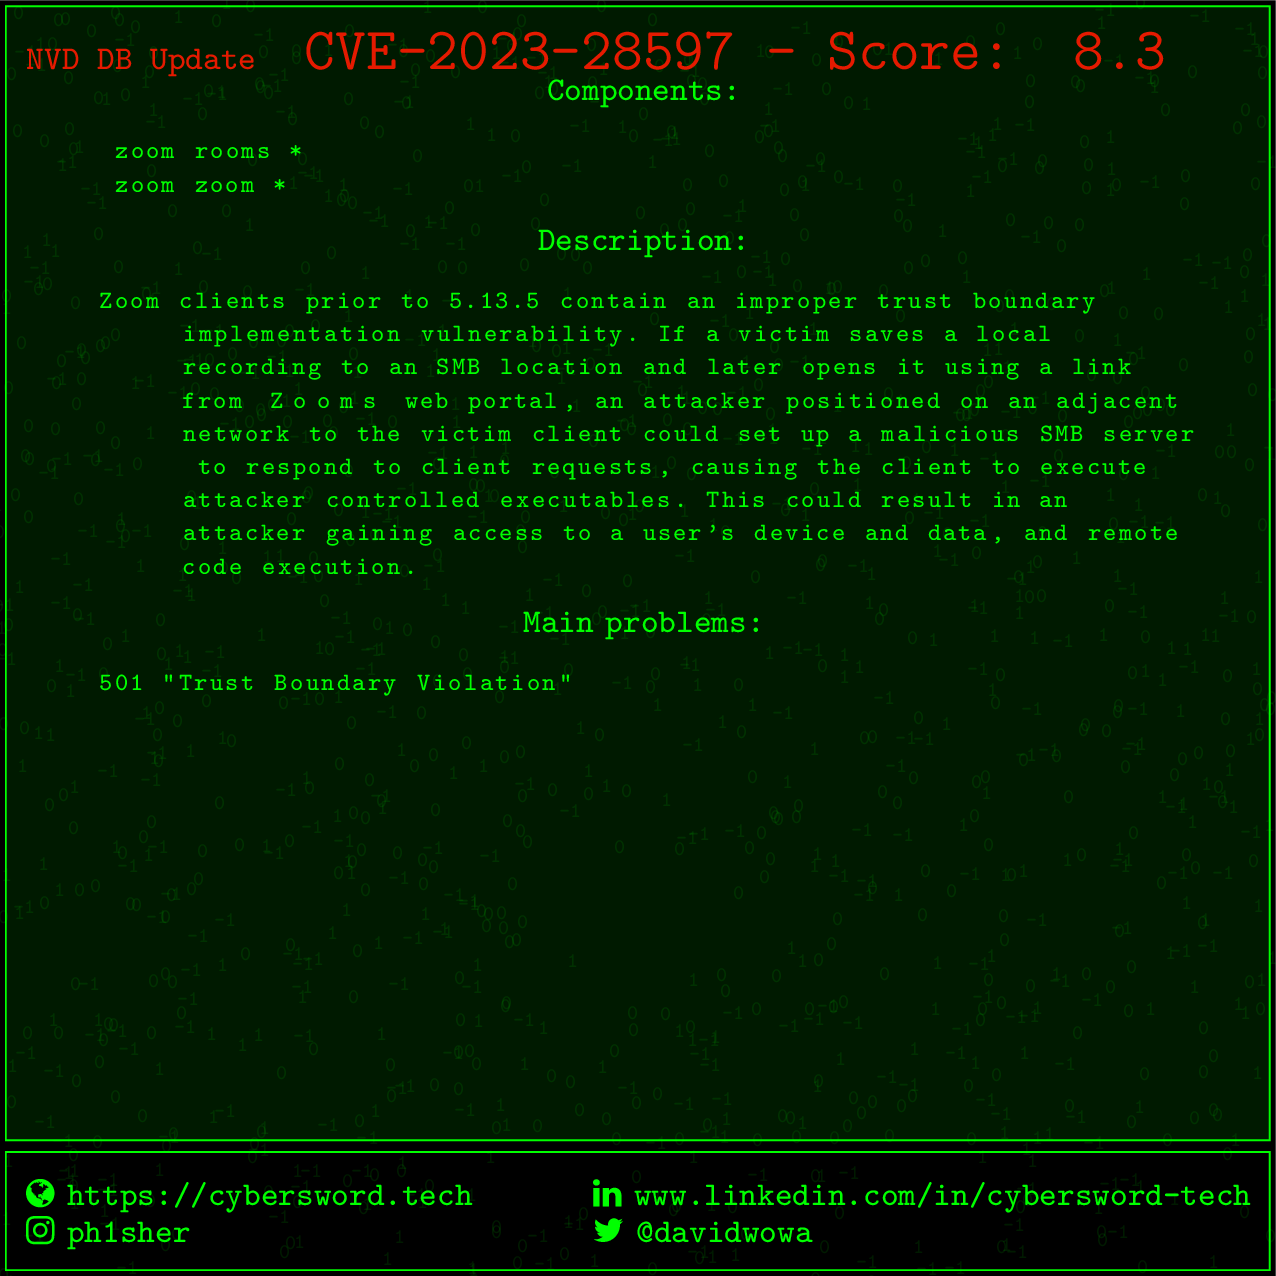 NVD DB Update CVE-2023-28597 - Score: 8.3
Components:
zoom rooms *
zoom zoom *
Description:
Zoom clients prior to 5.13.5 contain an improper trust boundary
implementation vulnerability. If a victim saves a local
recording to an SMB location and later opens it using a link
from Zooms web portal, an attacker positioned on an adjacent
network to the victim client could set up a malicious SMB server
to respond to client requests, causing the client to execute
attacker controlled executables. This could result in an
attacker gaining access to a user's device and data, and remote
code execution.
Main problems:
501 "Trust Boundary Violation"
https://cybersword.tech www.linkedin.com/in/cybersword-tech
ph1sher @davidwowa